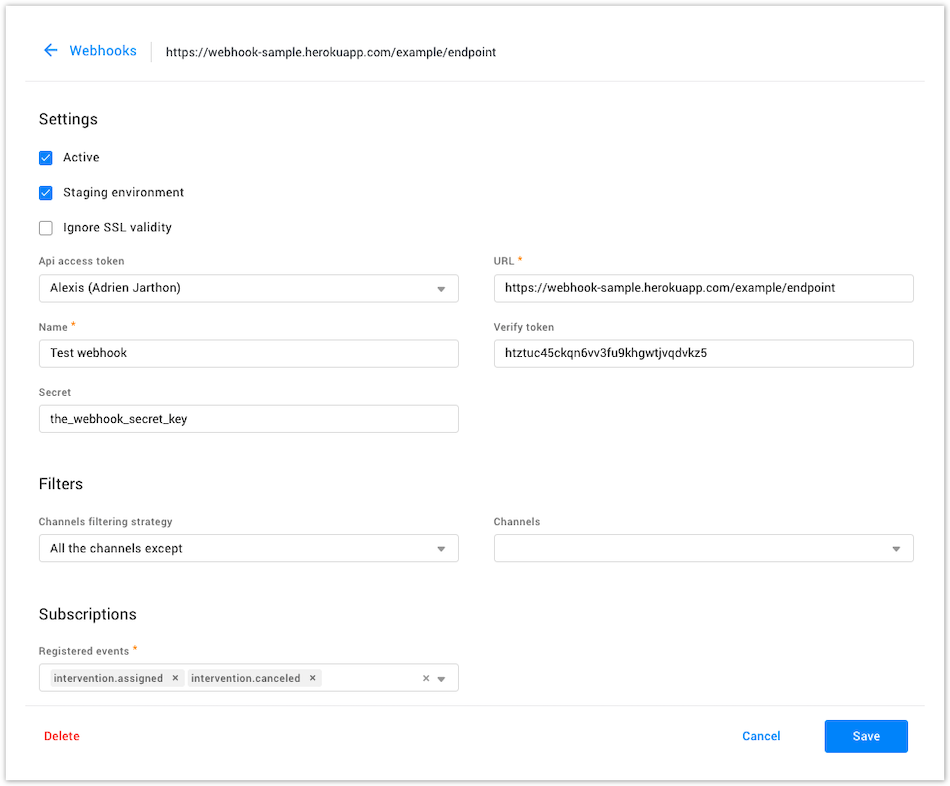 Webhooks https://webhook-sample.herokuapp.com/example/endpoint
Settings
Active
Staging environment
Ignore SSL validity
Api access token URL *
Alexis (Adrien Jarthon) https://webhook-sample.herokuapp.com/example/endpoint
Name * Verify token
Test webhook htztuc45ckqn6vv3fu9khgwtjvqdvkz5
Secret
the_webhook_secret_key
Filters
Channels filtering strategy Channels
All the channels except
Subscriptions
Registered events *
intervention.assigned × intervention.canceled × ×
Delete Cancel Save